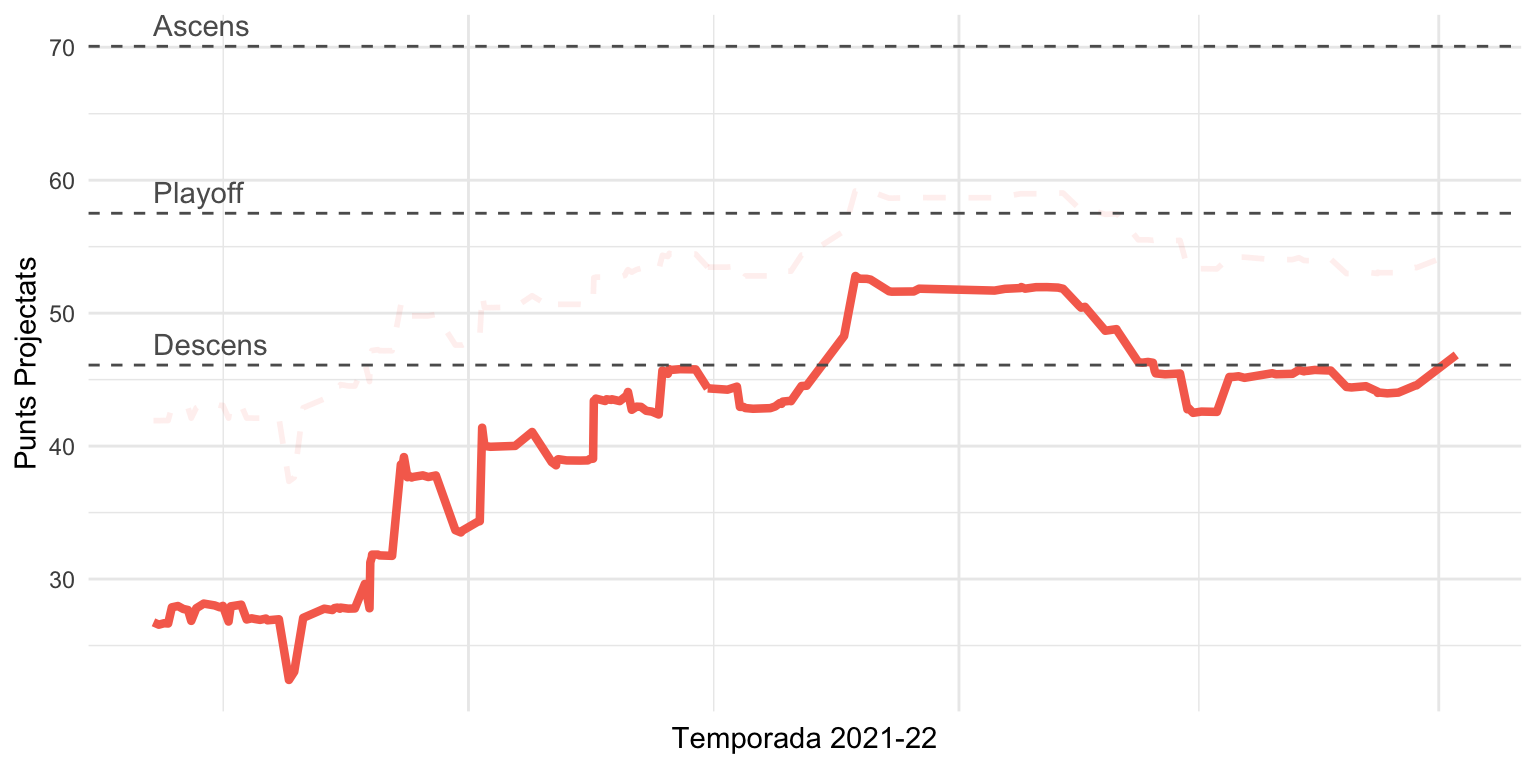 Ascens
70
60
Playoff
50
Descens
40
30
Punts Projectats
Temporada 2021-22